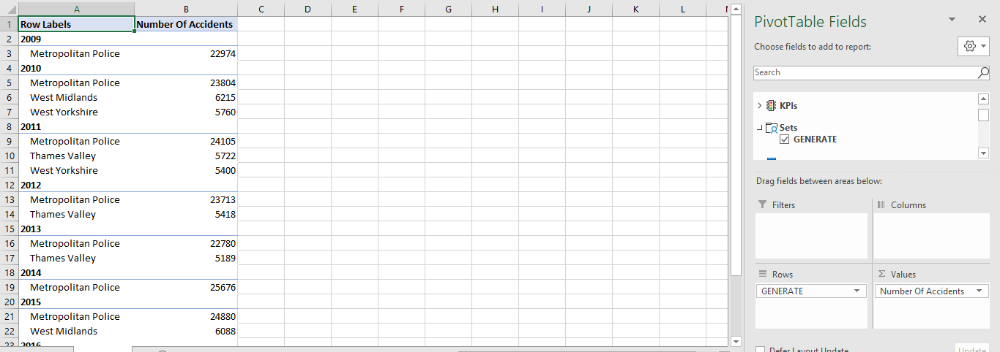 A B C D E F G H I J K L
1 Row Labels Number Of Accidents
2 2009
3 Metropolitan Police 22974
4 2010
5 Metropolitan Police 23804
6 West Midlands 6215
7 West Yorkshire 5760
8 2011
9 Metropolitan Police 24105
10 Thames Valley 5722
11 West Yorkshire 5400
12 2012
13 Metropolitan Police 23713
14 Thames Valley 5418
15 2013
16 Metropolitan Police 22780
17 Thames Valley 5189
18 2014
19 Metropolitan Police 25676
20 2015
21 Metropolitan Police 24880
22 West Midlands 6088
23 2016
PivotTable Fields
Choose fields to add to report:
Search
KPIs
Sets
GENERATE
Drag fields between areas below:
Filters
Columns
Rows
Σ Values
GENERATE
Number Of Accidents
Defer Layout Update
Update